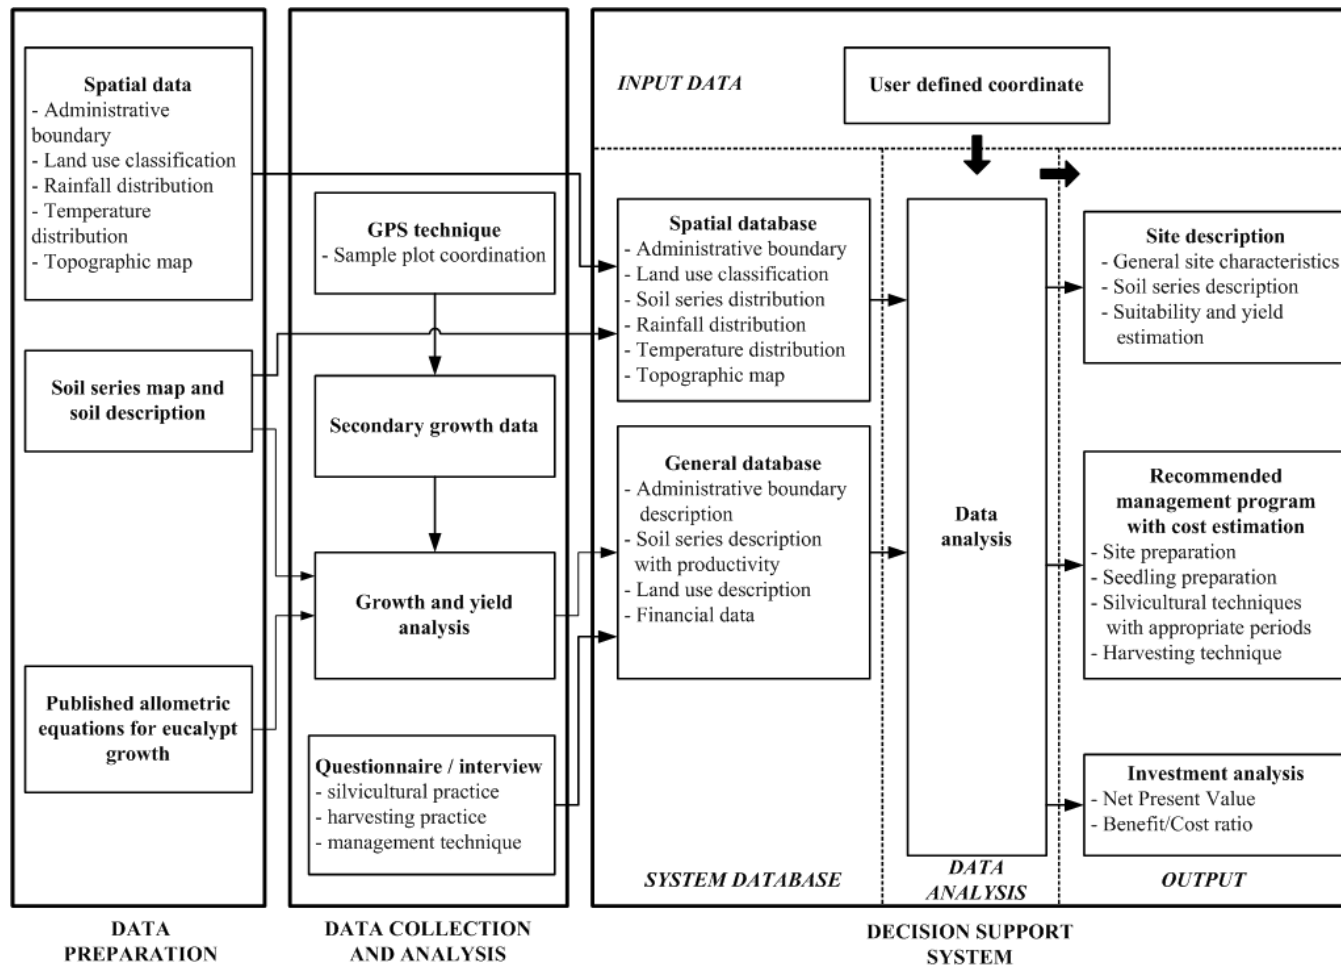 Spatial data
- Administrative
boundary
- Land use classification
- Rainfall distribution
- Temperature
distribution
- Topographic map
Soil series map and
soil description
Published allometric
equations for eucalypt
growth
DATA
PREPARATION
GPS technique
- Sample plot coordination
Secondary growth data
Growth and yield
analysis
Questionnaire / interview
- silvicultural practice
- harvesting practice
- management technique
DATA COLLECTION
AND ANALYSIS
INPUT DATA
User defined coordinate
Spatial database
- Administrative boundary
- Land use classification
- Soil series distribution
- Rainfall distribution
- Temperature distribution
- Topographic map
General database
- Administrative boundary
description
- Soil series description
with productivity
- Land use description
- Financial data
SYSTEM DATABASE
Data
analysis
DATA
ANALYSIS
Site description
- General site characteristics
- Soil series description
- Suitability and yield
estimation
Recommended
management program
with cost estimation
- Site preparation
- Seedling preparation
- Silvicultural techniques
with appropriate periods
- Harvesting technique
Investment analysis
- Net Present Value
- Benefit/Cost ratio
OUTPUT
DECISION SUPPORT
SYSTEM